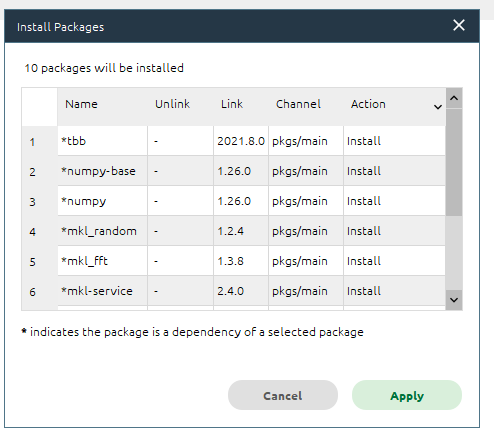 Install Packages
10 packages will be installed
Name Unlink Link Channel Action
1 *tbb - 2021.8.0 pkgs/main Install
2 *numpy-base - 1.26.0 pkgs/main Install
3 *numpy - 1.26.0 pkgs/main Install
4 *mkl_random - 1.2.4 pkgs/main Install
5 *mkl_fft - 1.3.8 pkgs/main Install
6 *mkl-service - 2.4.0 pkgs/main Install
* indicates the package is a dependency of a selected package
Cancel Apply